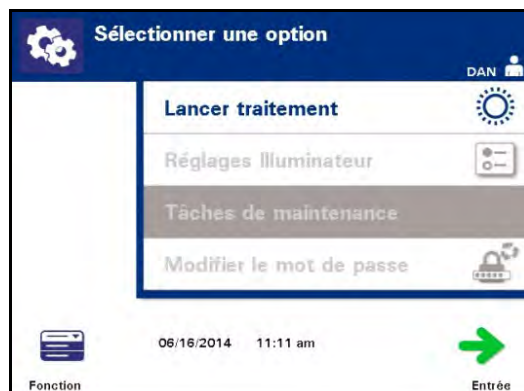 Sélectionner une option
DAN
Lancer traitement
Réglages Illuminateur
Tâches de maintenance
Modifier le mot de passe
06/16/2014 11:11 am
Fonction
Entrée